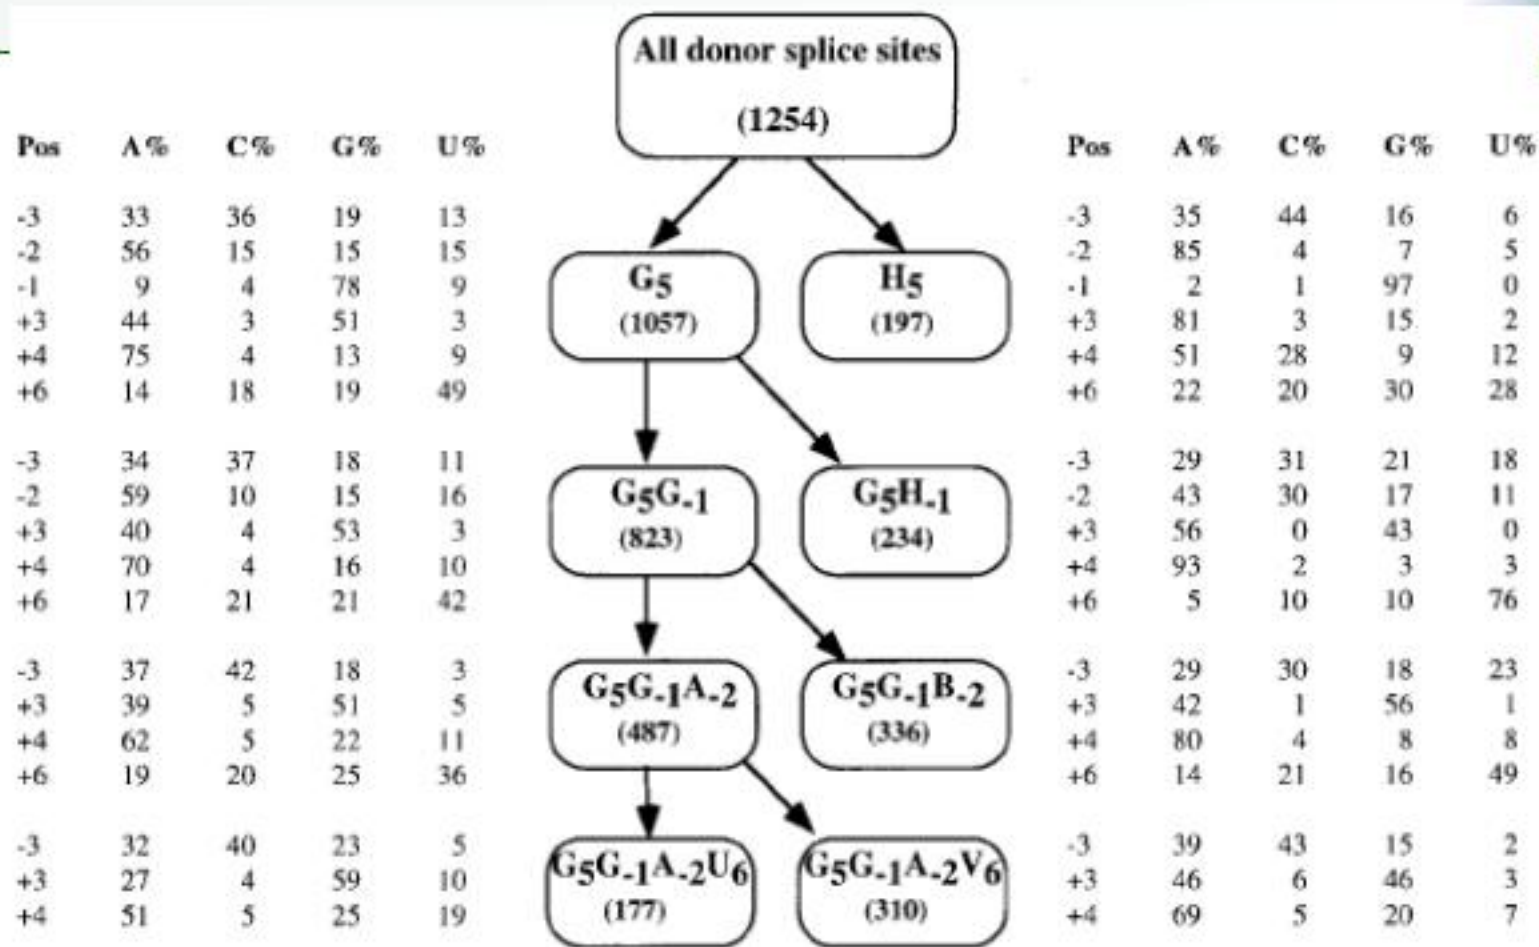 All donor splice sites
(1254)
Pos A% C% G% U%
-3 33 36 19 13
-2 56 15 15 15
-1 9 4 78 9
+3 44 3 51 3
+4 75 4 13 9
+6 14 18 19 49
G5
(1057)
H5
(197)
Pos A% C% G% U%
-3 35 44 16 6
-2 85 4 7 5
-1 2 1 97 0
+3 81 3 15 2
+4 51 28 9 12
+6 22 20 30 28
-3 34 37 18 11
-2 59 10 15 16
+3 40 4 53 3
+4 70 4 16 10
+6 17 21 21 42
G5G-1
(823)
G5H-1
(234)
-3 29 31 21 18
-2 43 30 17 11
+3 56 0 43 0
+4 93 2 3 3
+6 5 10 10 76
-3 37 42 18 3
+3 39 5 51 5
+4 62 5 22 11
+6 19 20 25 36
G5G-1A-2
(487)
G5G-1B-2
(336)
-3 29 30 18 23
+3 42 1 56 1
+4 80 4 8 8
+6 14 21 16 49
-3 32 40 23 5
+3 27 4 59 10
+4 51 5 25 19
G5G-1A-2U6
(177)
G5G-1A-2V6
(310)
-3 39 43 15 2
+3 46 6 46 3
+4 69 5 20 7